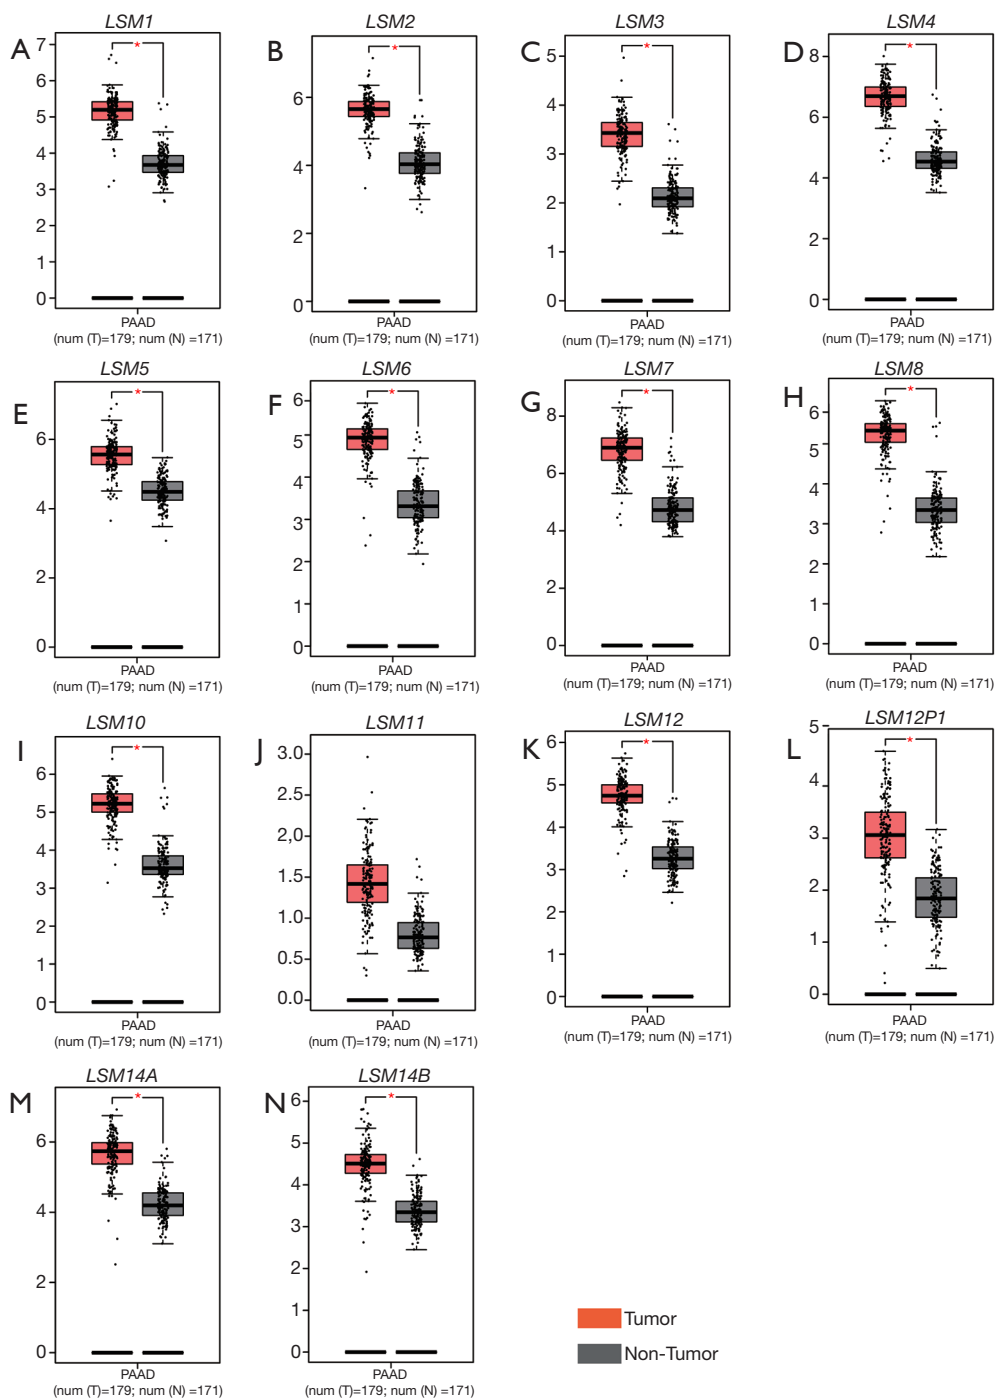 LSM1
A
7
6
5
4
3
2
1
0
*
PAAD
(num (T)=179; num (N) =171)
LSM2
B
6
4
2
0
*
PAAD
(num (T)=179; num (N) =171)
LSM3
C
5
4
3
2
1
0
*
PAAD
(num (T)=179; num (N) =171)
LSM4
D
8
6
4
2
0
*
PAAD
(num (T)=179; num (N) =171)
LSM5
E
6
4
2
0
*
PAAD
(num (T)=179; num (N) =171)
LSM6
F
6
5
4
3
2
1
0
*
PAAD
(num (T)=179; num (N) =171)
LSM7
G
8
6
4
2
0
*
PAAD
(num (T)=179; num (N) =171)
LSM8
H
6
5
4
3
2
1
0
*
PAAD
(num (T)=179; num (N) =171)
LSM10
I
6
5
4
3
2
1
0
*
PAAD
(num (T)=179; num (N) =171)
LSM11
J
3.0
2.5
2.0
1.5
1.0
0.5
0.0
PAAD
(num (T)=179; num (N) =171)
LSM12
K
6
5
4
3
2
1
0
*
PAAD
(num (T)=179; num (N) =171)
LSM12P1
L
5
4
3
2
1
0
*
PAAD
(num (T)=179; num (N) =171)
LSM14A
M
6
4
2
0
*
PAAD
(num (T)=179; num (N) =171)
LSM14B
N
6
5
4
3
2
1
0
*
PAAD
(num (T)=179; num (N) =171)
Tumor
Non-Tumor